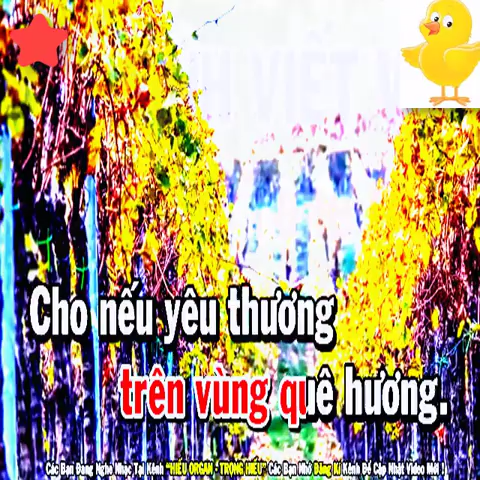 Cho nếu yêu thương
trên vùng quê hương.
Các Bạn Đang Nghe Nhạc Tại Kênh "HIẾU ORGAN - TRỌNG HIẾU" Các Bạn Nhớ Đăng Kí Kênh Để Cập Nhật Video Mới !